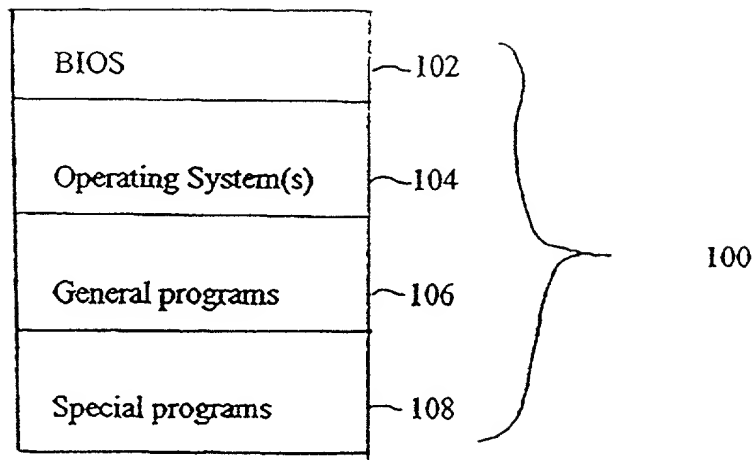 BIOS 102
Operating System(s) 104
100
General programs 106
Special programs 108